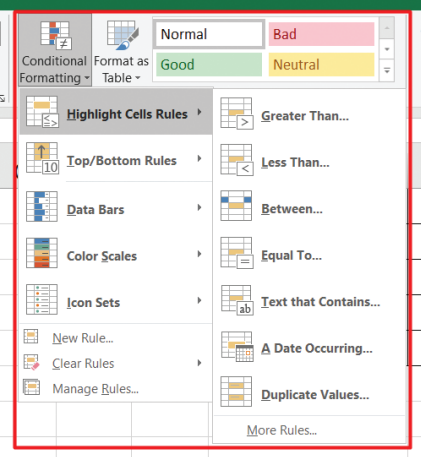 Conditional
Formatting
Format as
Table
Normal
Bad
Good
Neutral
Highlight Cells Rules
Top/Bottom Rules
Data Bars
Color Scales
Icon Sets
New Rule...
Clear Rules
Manage Rules...
Greater Than...
Less Than...
Between...
Equal To...
Text that Contains...
A Date Occurring...
Duplicate Values...
More Rules...